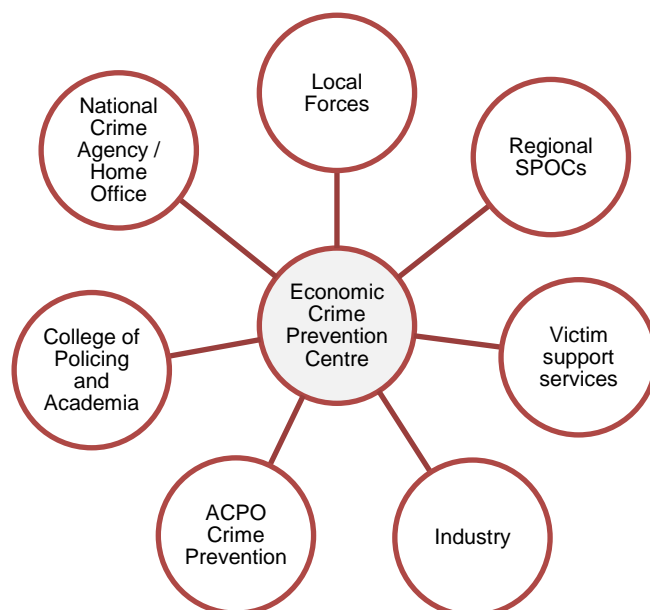 Local
Forces
National
Crime
Agency /
Home
Office
Regional
SPOCs
Economic
Crime
Prevention
Centre
College of
Policing
and
Academia
Victim
support
services
ACPO
Crime
Prevention
Industry